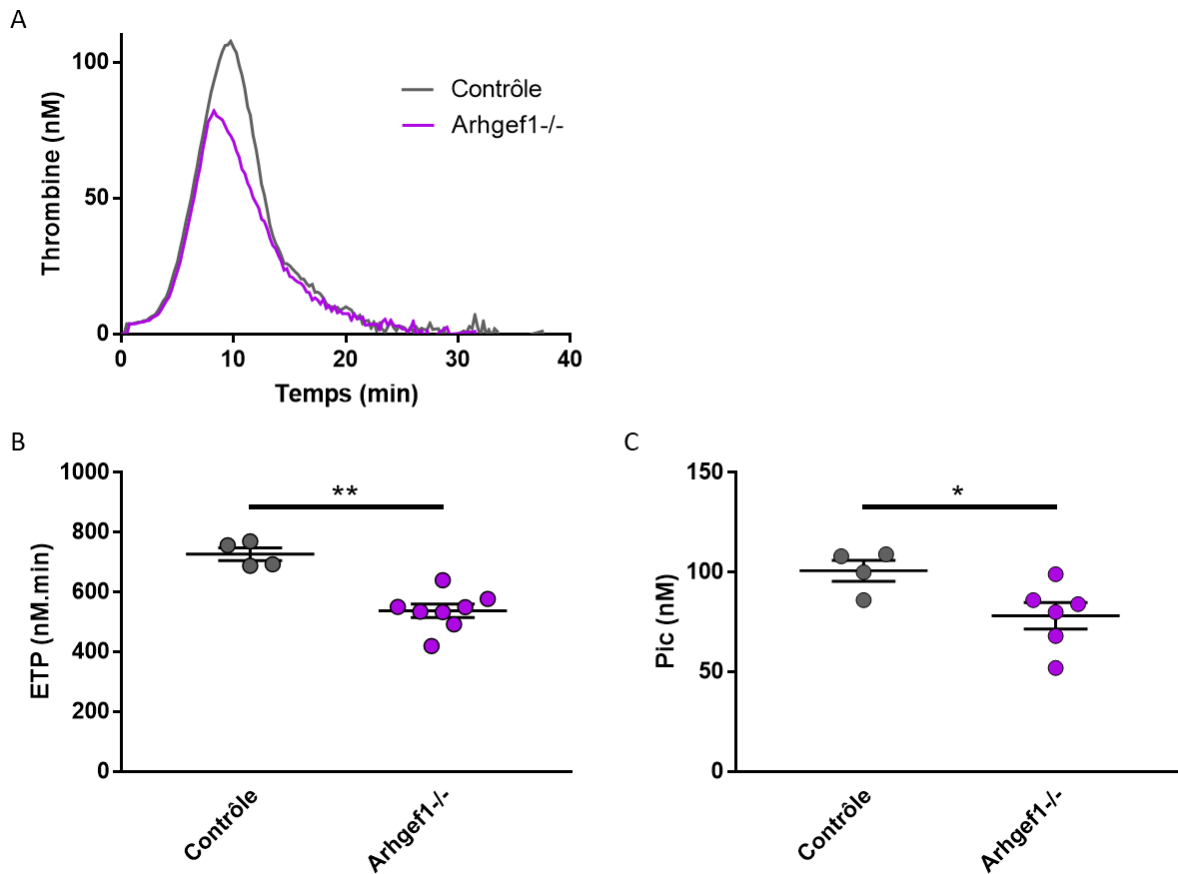 A
Thrombine (nM)
100
50
0
Contrôle
Arhgef1-/-
0 10 20 30 40
Temps (min)
B
ETP (nM.min)
1000
800
600
400
200
0
**
Contrôle
Arhgef1-/-
C
Pic (nM)
150
100
50
0
*
Contrôle
Arhgef1-/-